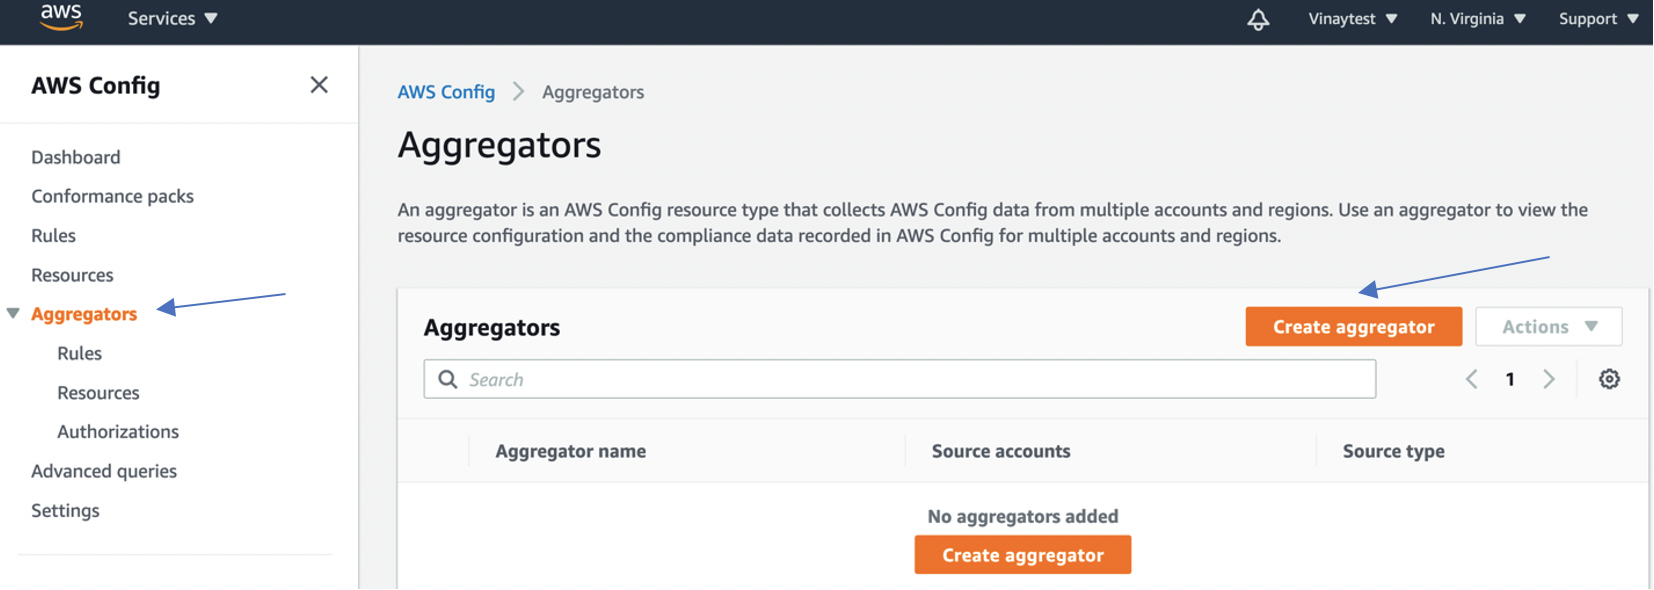 aws Services Vinaytest N. Virginia Support
AWS Config
Dashboard
Conformance packs
Rules
Resources
Aggregators
Rules
Resources
Authorizations
Advanced queries
Settings
AWS Config Aggregators
Aggregators
An aggregator is an AWS Config resource type that collects AWS Config data from multiple accounts and regions. Use an aggregator to view the
resource configuration and the compliance data recorded in AWS Config for multiple accounts and regions.
Aggregators Create aggregator Actions
Search 1
Aggregator name Source accounts Source type
No aggregators added
Create aggregator